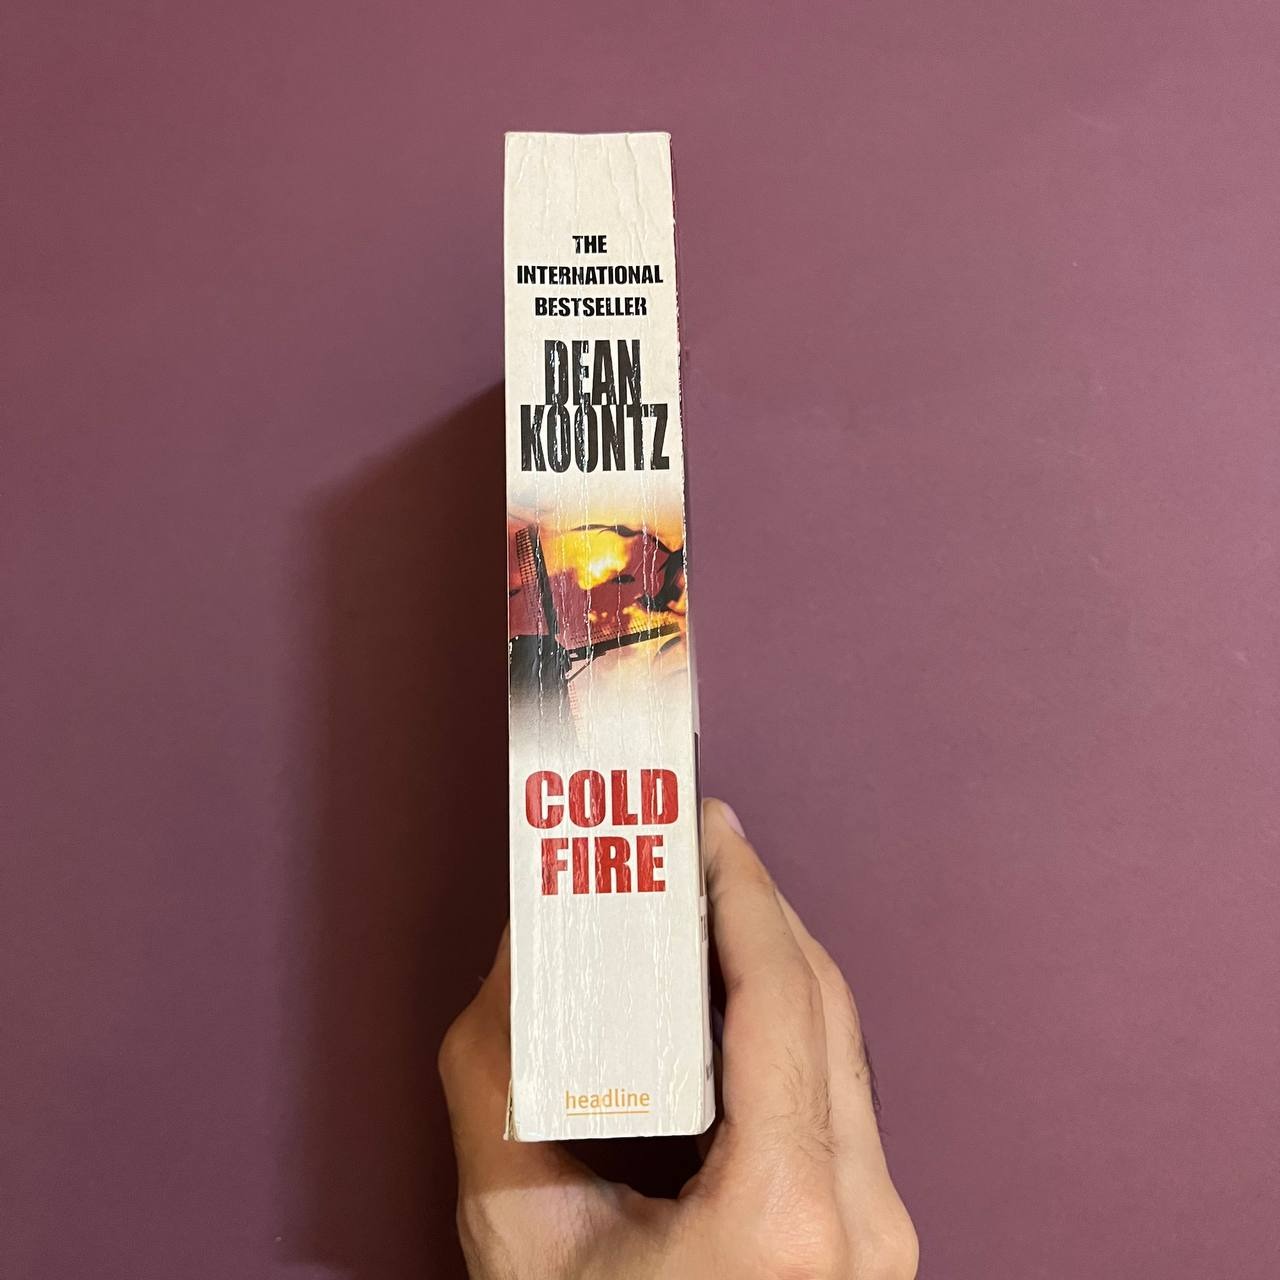 THE
INTERNATIONAL
BESTSELLER
DEAN
KOONTZ
COLD
FIRE
headline